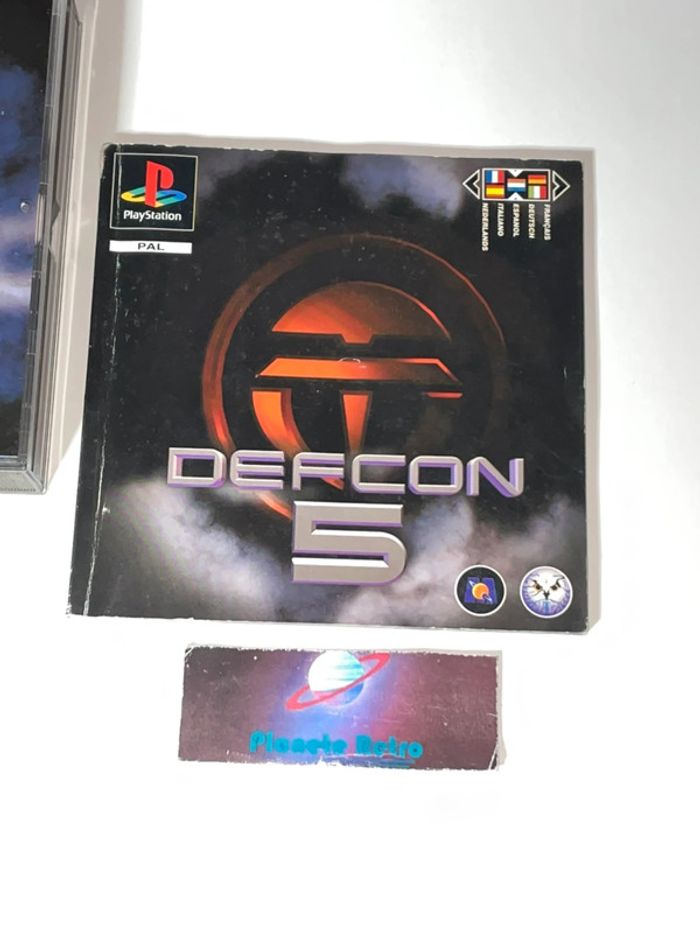 PlayStation
PAL
FRANÇAIS
DEUTSCH
ESPAÑOL
ITALIANO
NEDERLANDS
DEFCON
5
Planete Retro